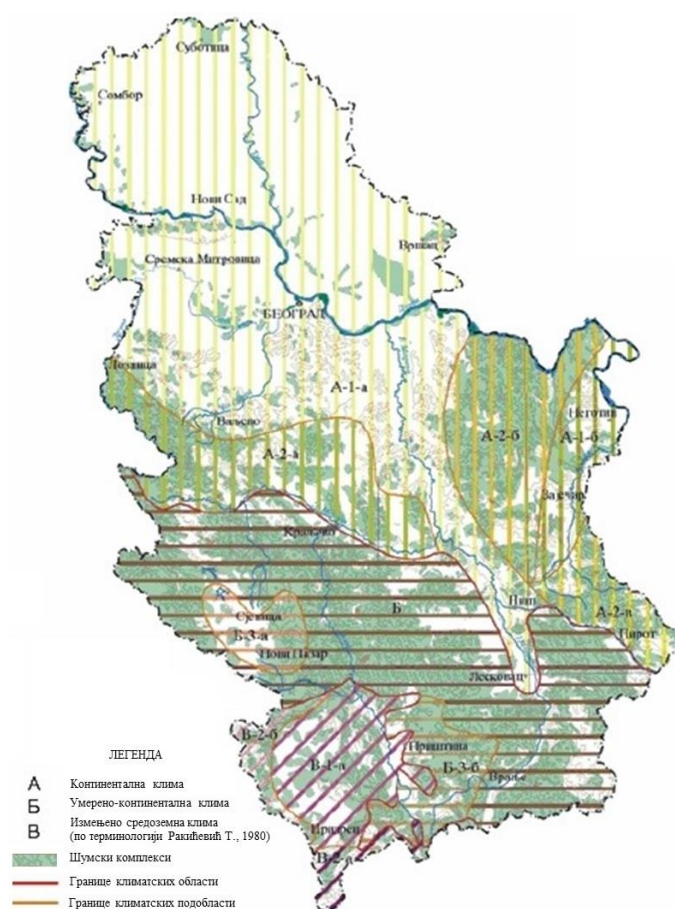 Суботица
Сомбор
Нови Сад
Вршац
Сремска Митровица
БЕОГРАД
Лозница
А-1-а
Неготин
Ваљево
А-2-б
А-1-б
А-2-а
Зајечар
Краљево
Б
Ниш
А-2-в
Сјеница
Пирот
Б-3-а
Нови Пазар
Лесковац
В-2-б
Приштина
В-1-а
Б-3-б
Врање
Призрен
В-2-а
ЛЕГЕНДА
А Континентална клима
Б Умерено-континентална клима
В Измењено средоземна клима
(по терминологији Ракићевић Т., 1980)
Шумски комплекси
Границе климатских области
Границе климатских подобласти